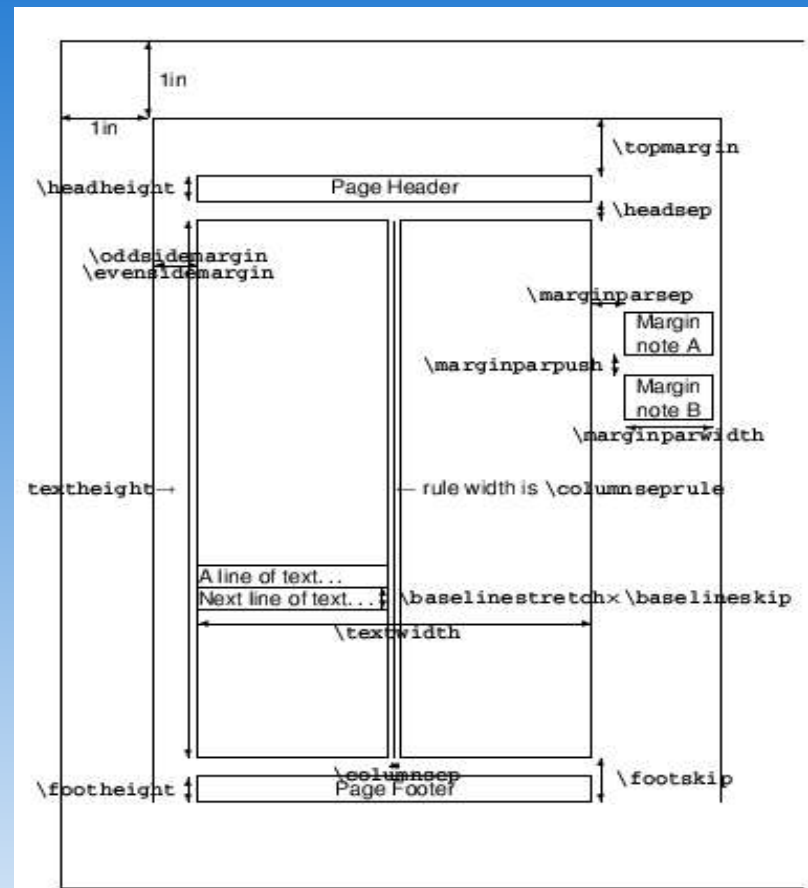 1in
1in
\topmargin
\headheight
Page Header
\headsep
\oddsidemargin
\evensidemargin
\marginparsep
Margin
note A
\marginparpush
Margin
note B
\marginparwidth
textheight→
← rule width is \columnseprule
A line of text...
Next line of text...
\baselinestretch× \baselineskip
\textwidth
\columnsep
\footskip
\footheight
Page Footer